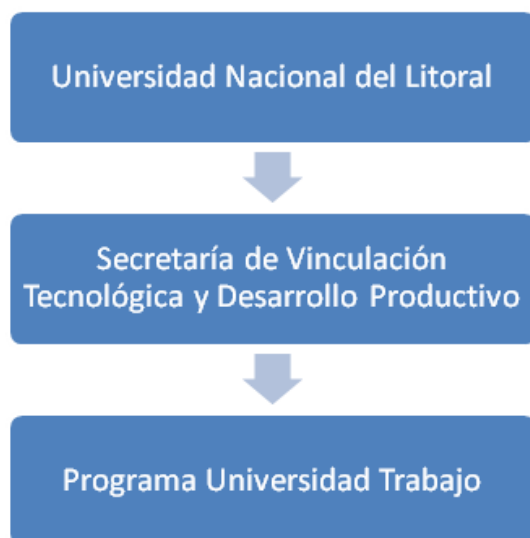 Universidad Nacional del Litoral
Secretaría de Vinculación
Tecnológica y Desarrollo Productivo
Programa Universidad Trabajo